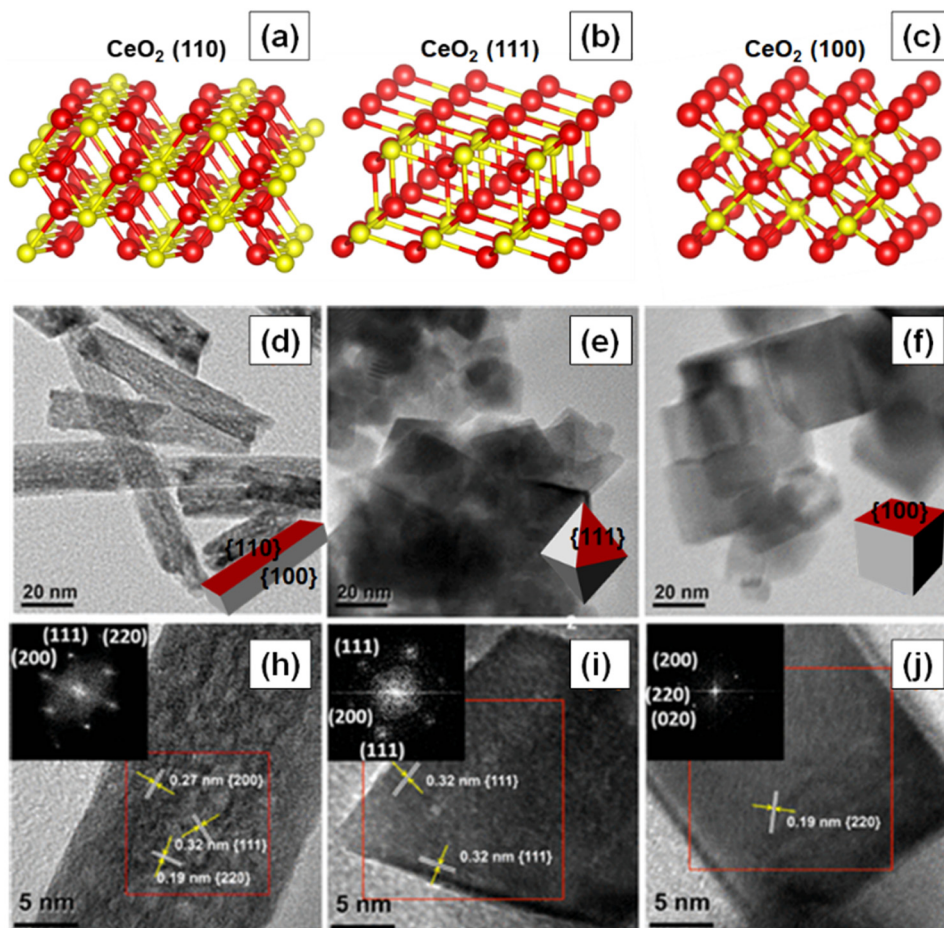 (a)
CeO₂ (110)
(b)
CeO₂ (111)
(c)
CeO₂ (100)
(d)
{110}
{100}
20 nm
(e)
{111}
20 nm
(f)
{100}
20 nm
(h)
(111)
(220)
(200)
0.27 nm {200}
0.32 nm {111}
0.19 nm {220}
5 nm
(i)
(111)
(200)
(111)
0.32 nm {111}
0.32 nm {111}
5 nm
(j)
(200)
(220)
(020)
0.19 nm {220}
5 nm